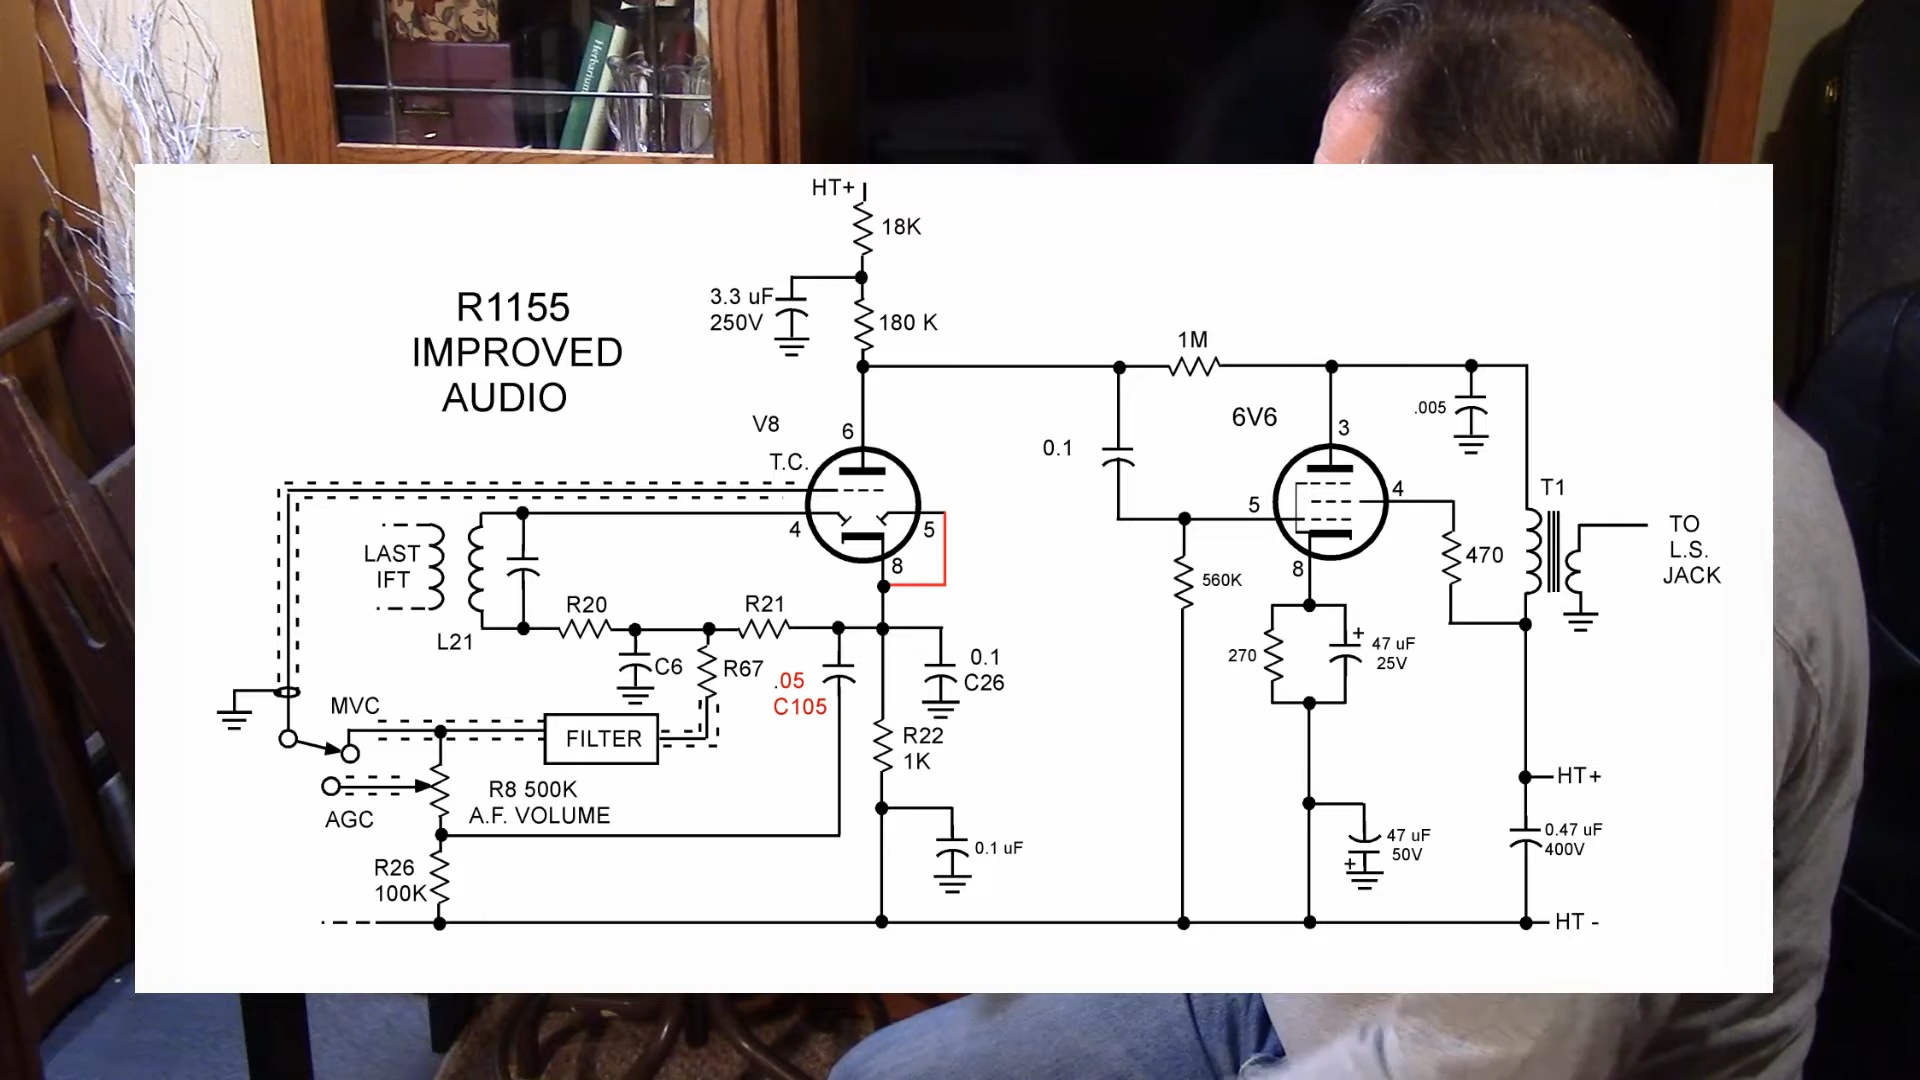 Herbarium
HT+
18K
3.3 uF
250V
180 K
R1155
IMPROVED
AUDIO
1M
.005
V8
6
6V6
3
T.C.
0.1
4
5
8
5
4
8
T1
470
TO
L.S.
JACK
LAST
IFT
L21
R20
R21
560K
C6
R67
.05
C105
0.1
C26
270
+
47 uF
25V
MVC
FILTER
R22
1K
AGC
R8 500K
A.F. VOLUME
HT+
0.47 uF
400V
R26
100K
0.1 uF
47 uF
50V
+
HT -